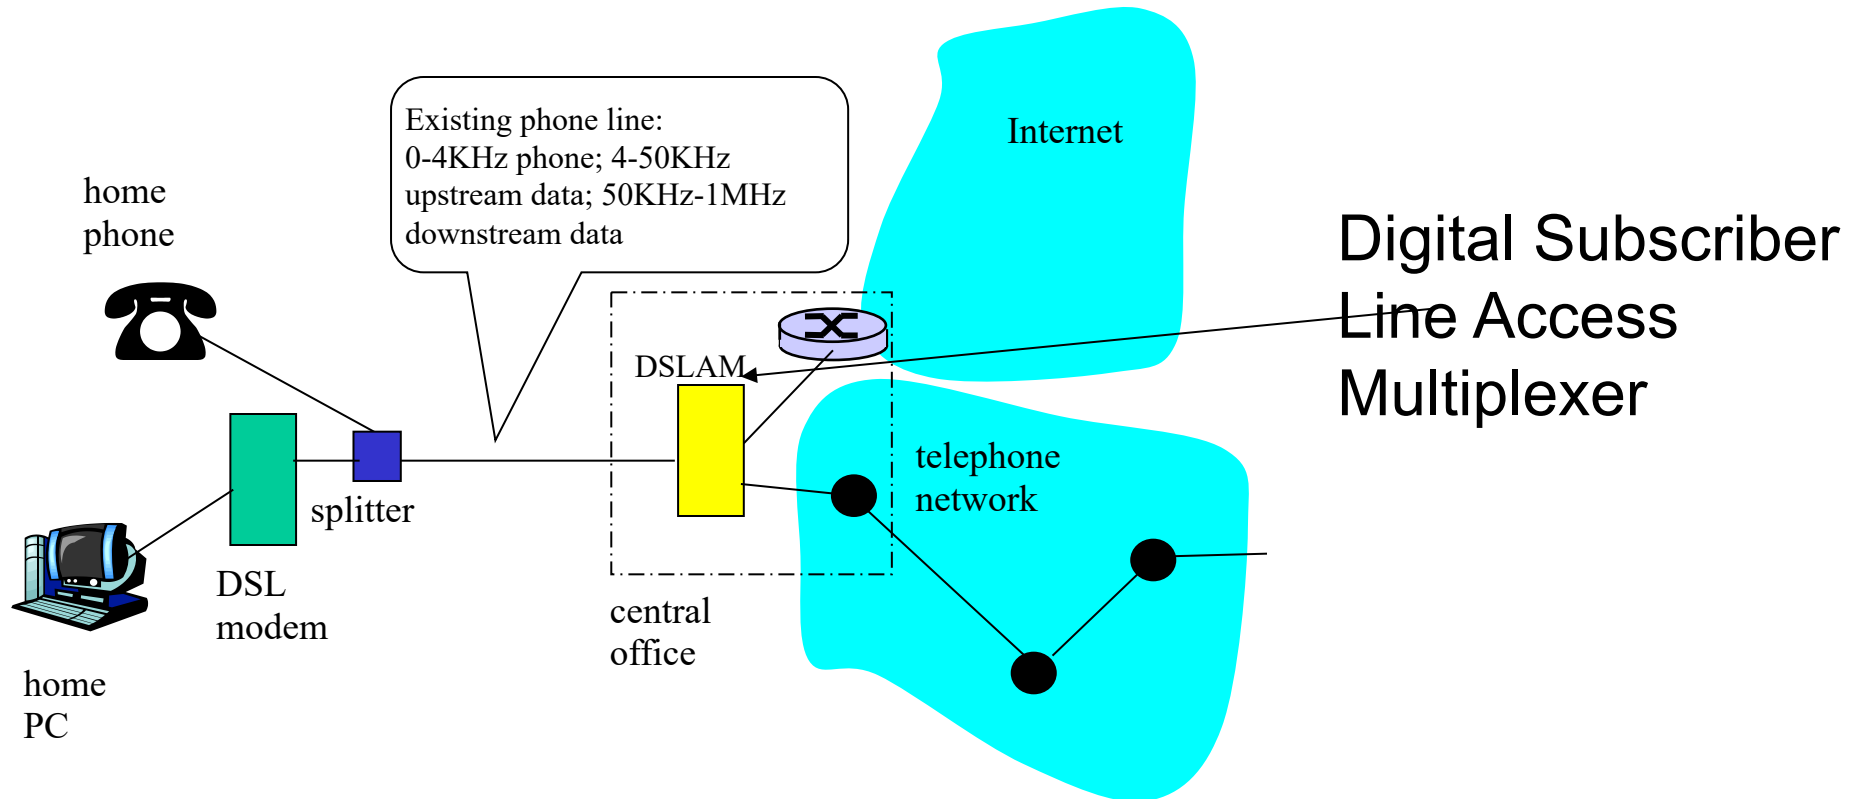 Existing phone line:
0-4KHz phone; 4-50KHz
upstream data; 50KHz-1MHz
downstream data
Internet
home
phone
Digital Subscriber
Line Access
Multiplexer
DSLAM
telephone
network
splitter
DSL
modem
central
office
home
PC